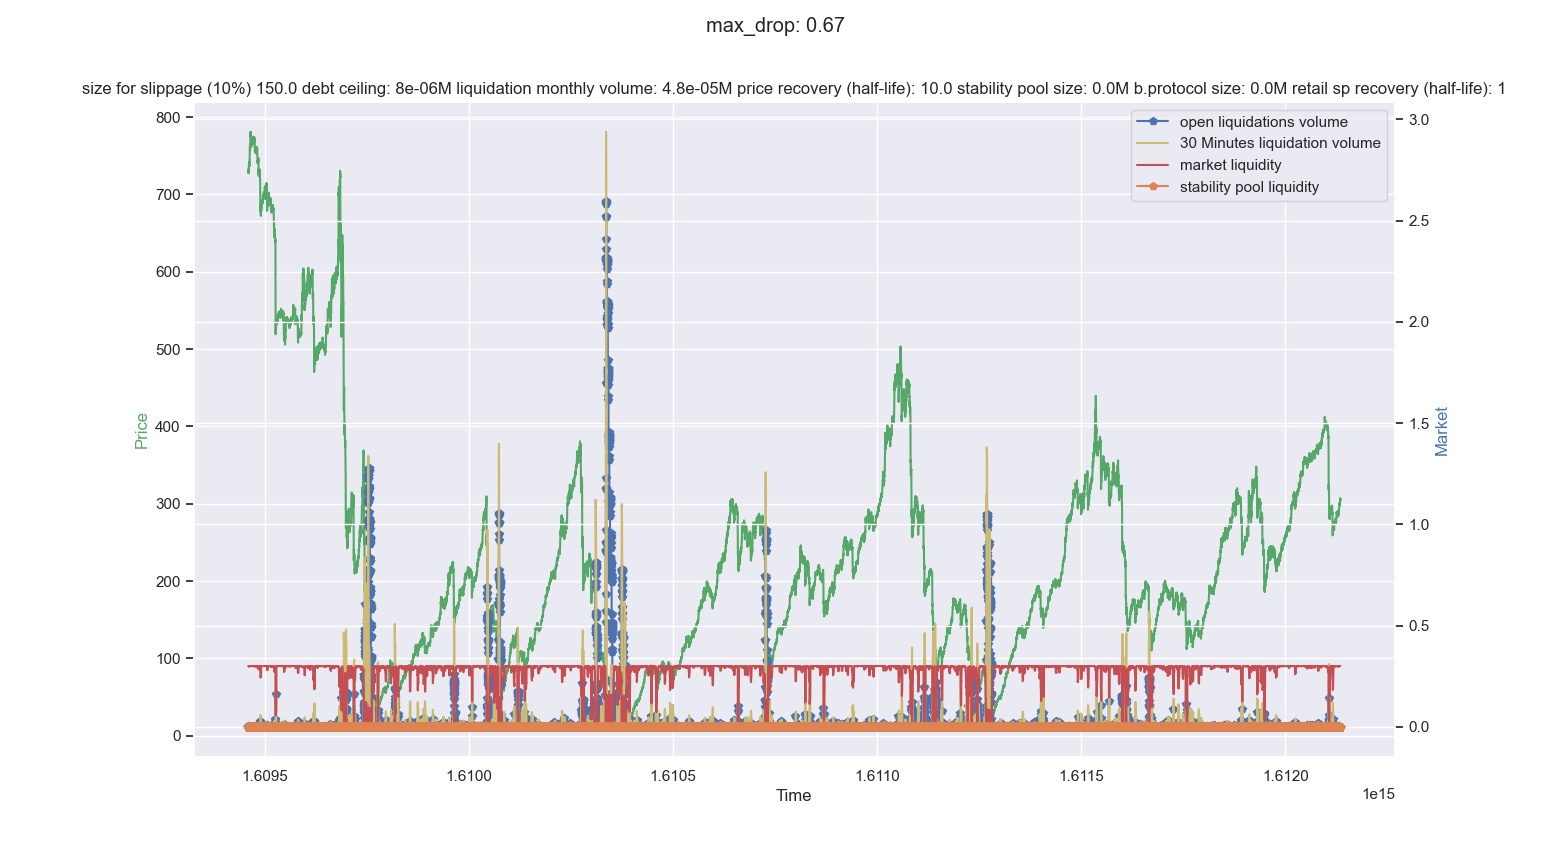 max_drop: 0.67
size for slippage (10%) 150.0 debt ceiling: 8e-06M liquidation monthly volume: 4.8e-05M price recovery (half-life): 10.0 stability pool size: 0.0M b.protocol size: 0.0M retail sp recovery (half-life): 1
open liquidations volume
30 Minutes liquidation volume
market liquidity
stability pool liquidity
800
700
600
500
400
300
200
100
0
Price
3.0
2.5
2.0
1.5
1.0
0.5
0.0
Market
1.6095 1.6100 1.6105 1.6110 1.6115 1.6120
Time
1e15